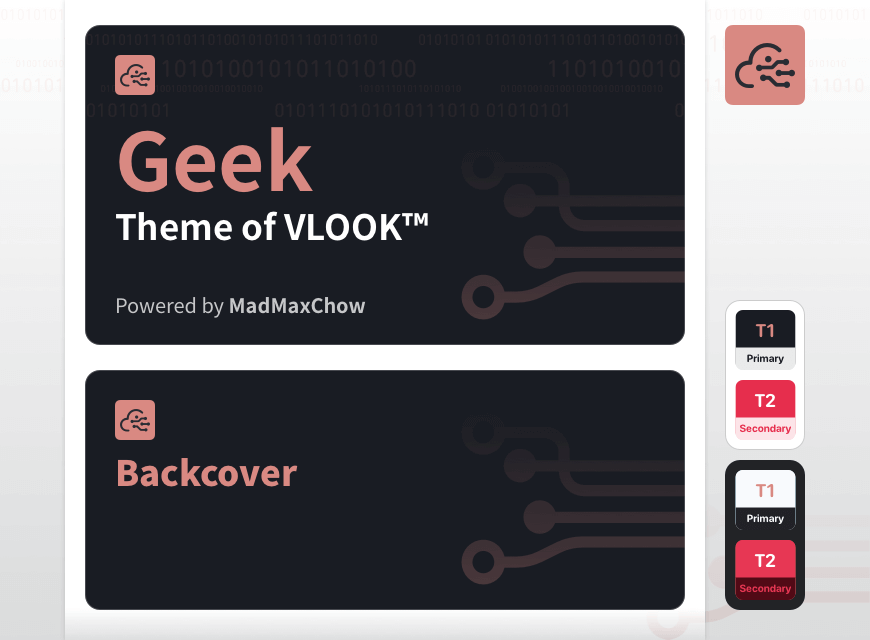 Geek
Theme of VLOOK™
Powered by MadMaxChow
Backcover
T1
Primary
T2
Secondary
T1
Primary
T2
Secondary